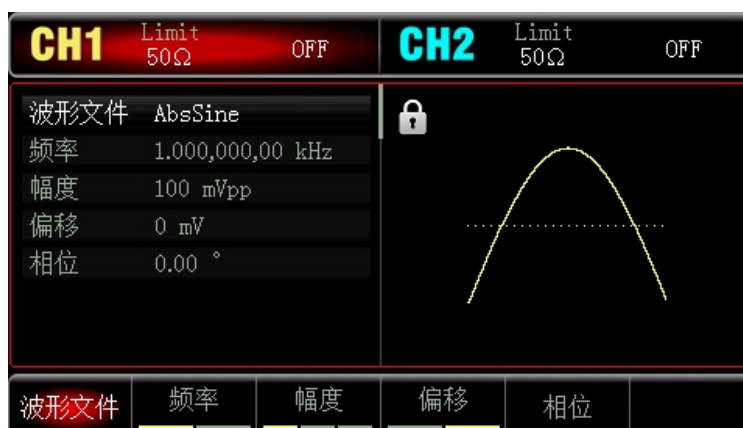 CH1 Limit 50Ω OFF CH2 Limit 50Ω OFF
波形文件 AbsSine
频率 1.000,000,00 kHz
幅度 100 mVpp
偏移 0 mV
相位 0.00 °
波形文件 频率 幅度 偏移 相位